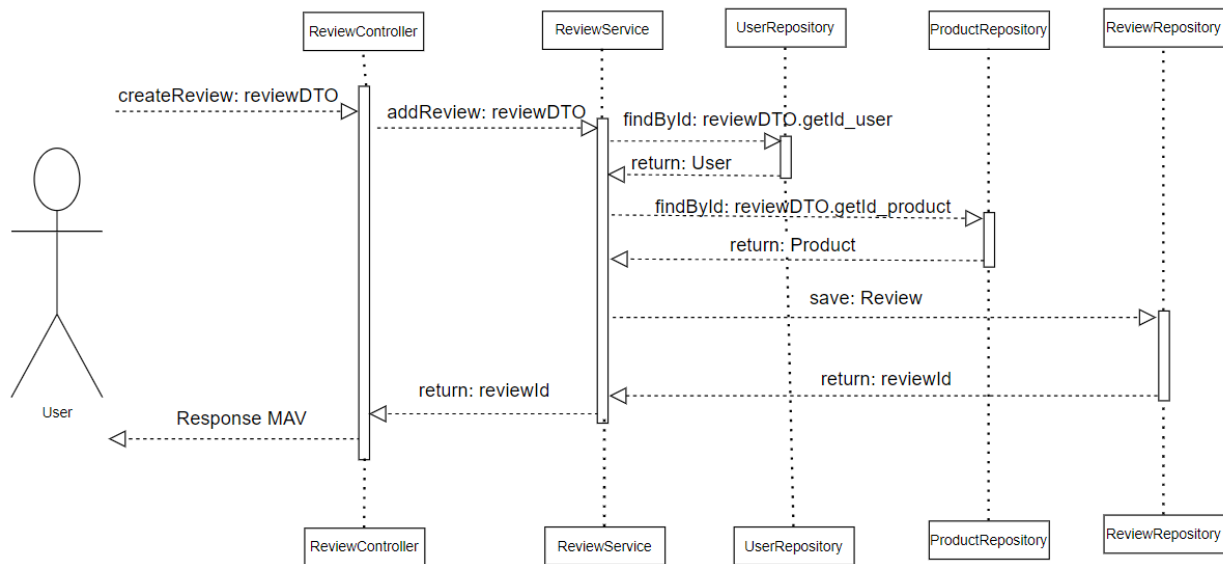 ReviewController
ReviewService
UserRepository
ProductRepository
ReviewRepository
createReview: reviewDTO
addReview: reviewDTO
findById: reviewDTO.getId_user
return: User
findById: reviewDTO.getId_product
return: Product
save: Review
return: reviewId
return: reviewId
User
Response MAV
ReviewController
ReviewService
UserRepository
ProductRepository
ReviewRepository